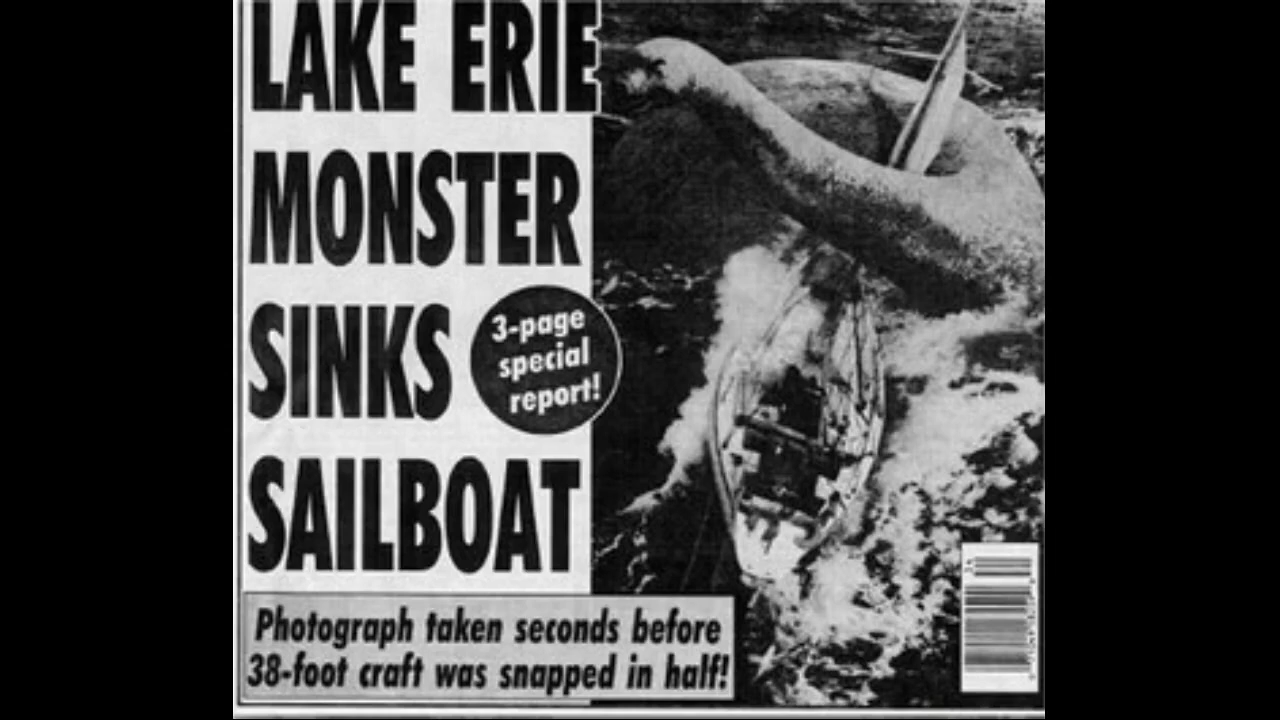 LAKE ERIE
MONSTER
SINKS
3-page
special
report!
SAILBOAT
Photograph taken seconds before
38-foot craft was snapped in half!